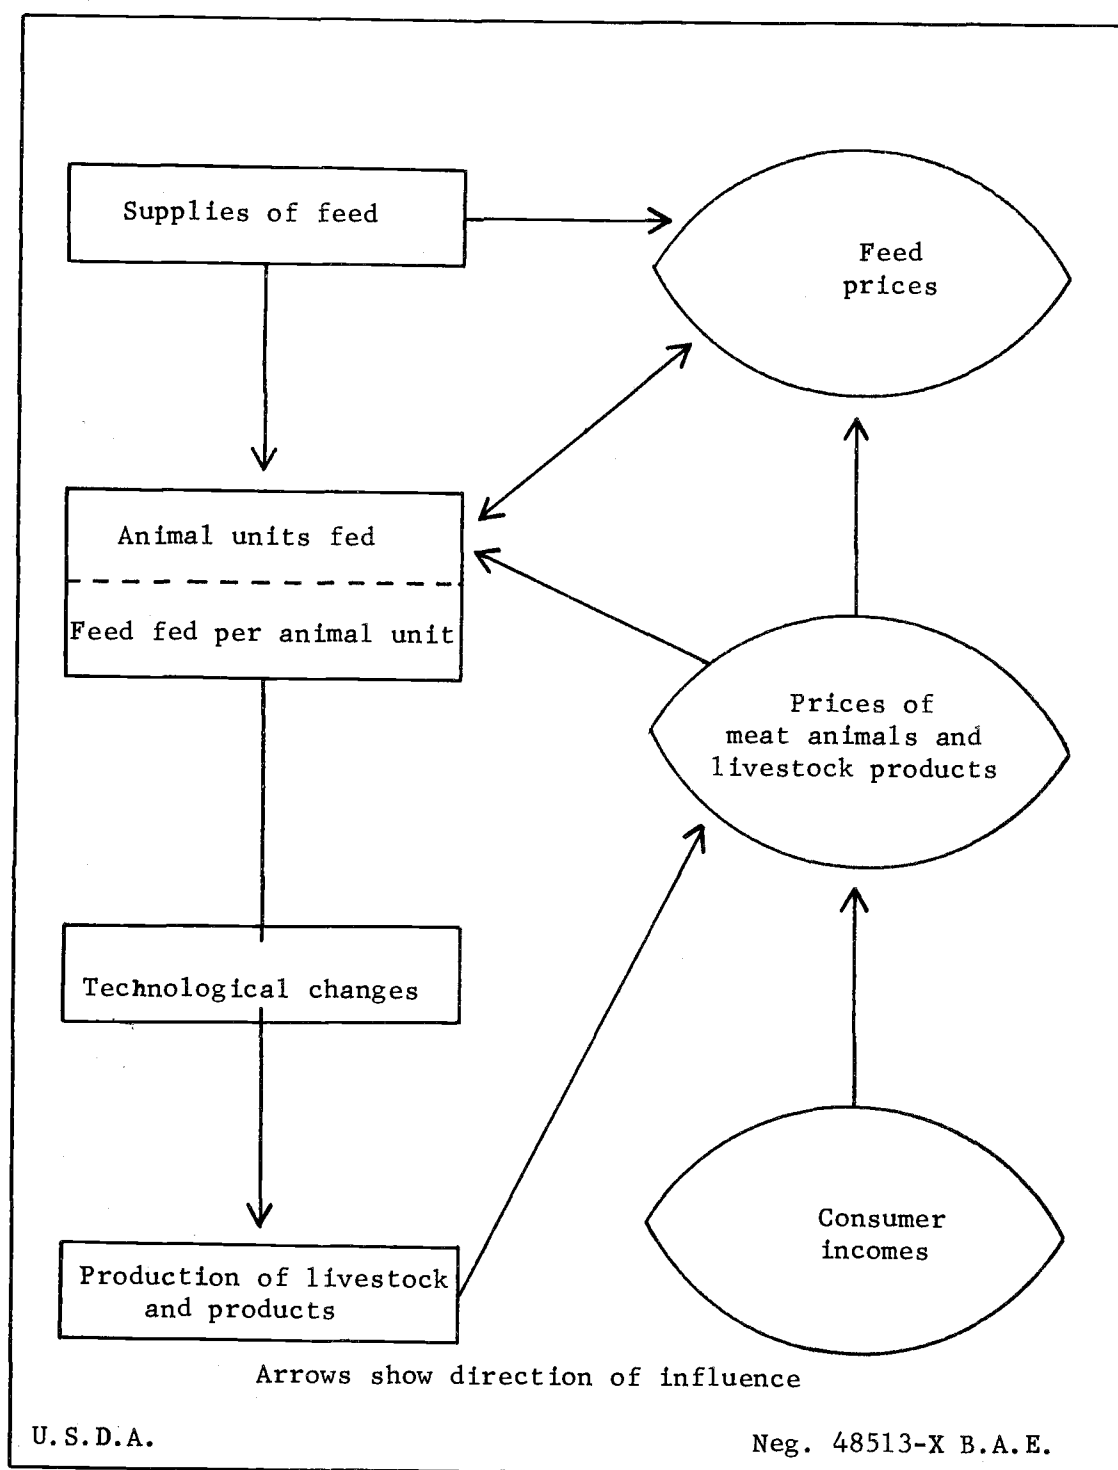 Supplies of feed
Feed
prices
Animal units fed
Feed fed per animal unit
Prices of
meat animals and
livestock products
Technological changes
Consumer
incomes
Production of livestock
and products
Arrows show direction of influence
U.S.D.A.
Neg. 48513-X B.A.E.